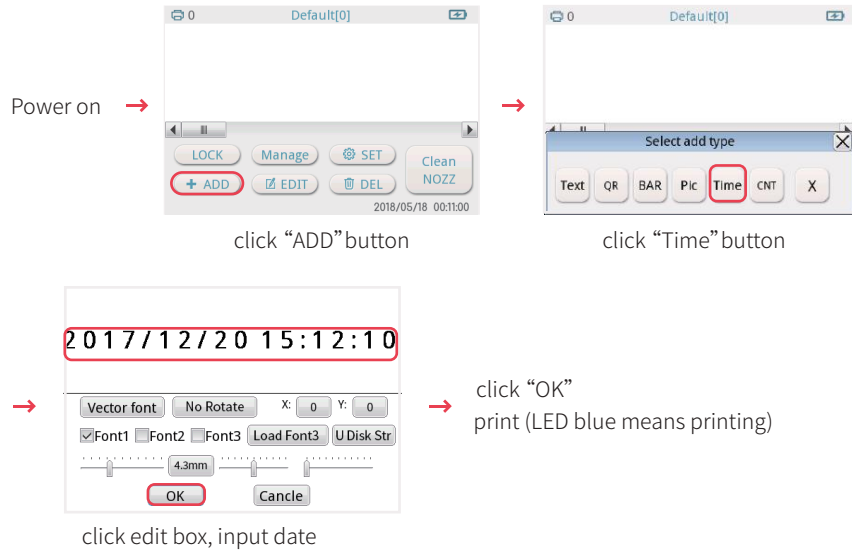 0 Default[0]
0 Default[0]
Power on → →
LOCK Manage SET Clean NOZZ
+ ADD EDIT DEL
2018/05/18 00:11:00
Select add type X
Text QR BAR Pic Time CNT X
click “ADD” button
click “Time” button
2017/12/20 15:12:10
→ →
Vector font No Rotate X: 0 Y: 0
Font1 Font2 Font3 Load Font3 U Disk Str
4.3mm
OK Cancle
click “OK”
print (LED blue means printing)
click edit box, input date